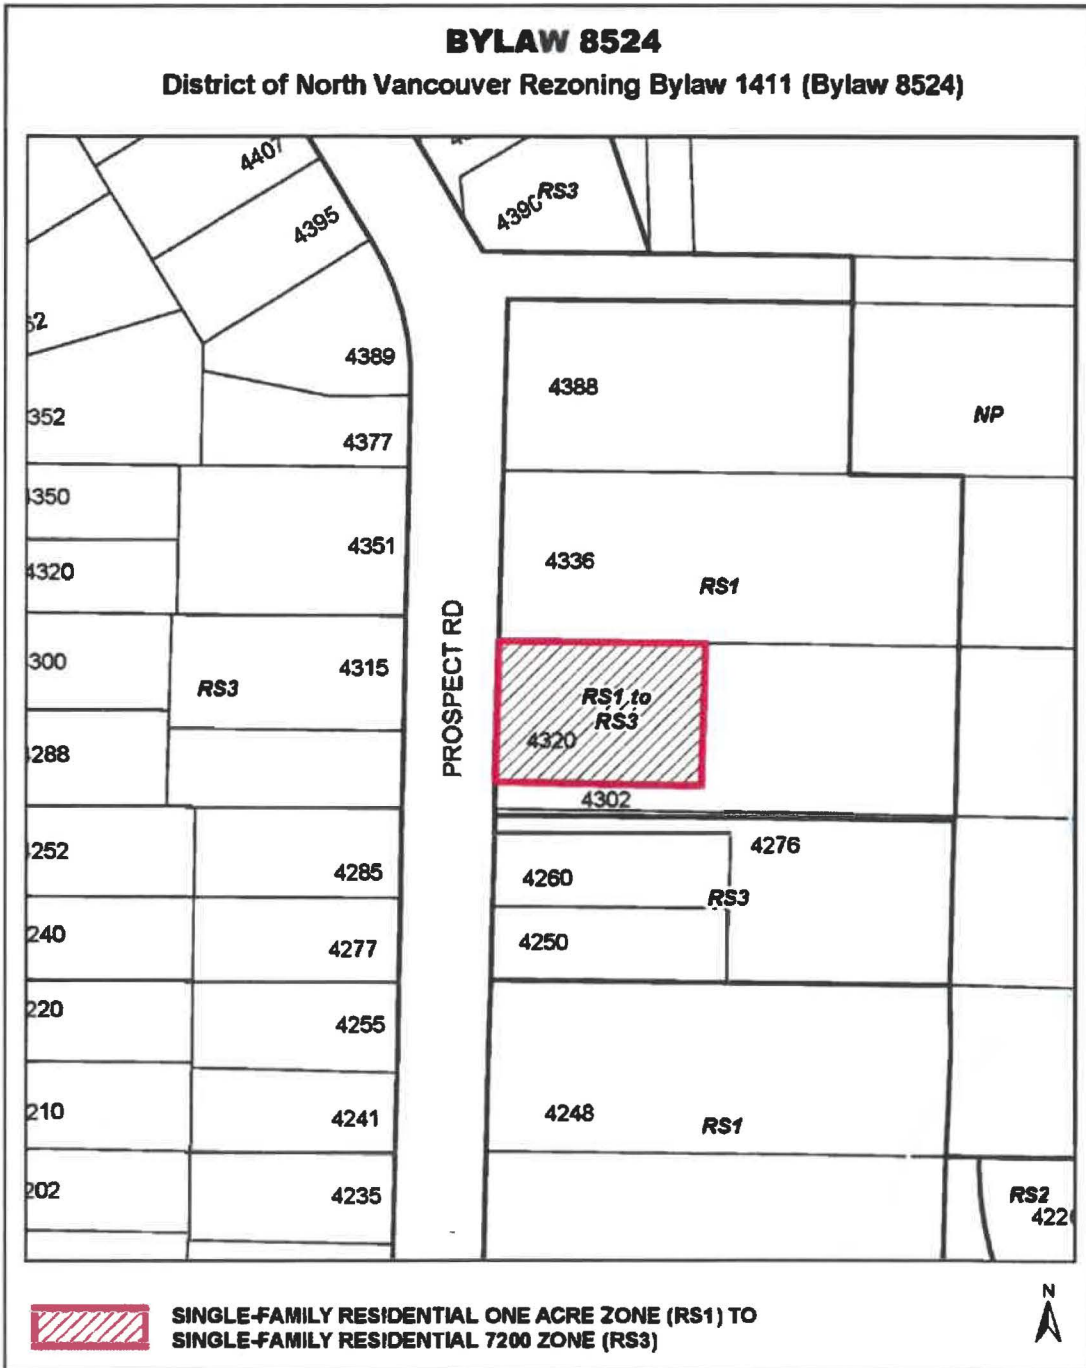 BYLAW 8524
District of North Vancouver Rezoning Bylaw 1411 (Bylaw 8524)
4407
4395
4390
RS3
4389
4388
352
4377
NP
4350
4351
4320
4336
RS1
PROSPECT RD
300
RS3
4315
RS1 to
RS3
4320
288
4302
252
4285
4276
4260
RS3
240
4277
4250
220
4255
210
4241
4248
RS1
202
4235
RS2
422
SINGLE-FAMILY RESIDENTIAL ONE ACRE ZONE (RS1) TO
SINGLE-FAMILY RESIDENTIAL 7200 ZONE (RS3)
N